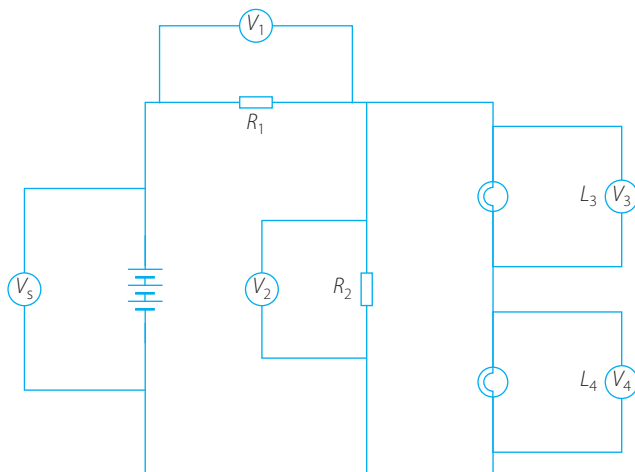 V₁
R₁
L₃ V₃
Vₛ V₂ R₂
L₄ V₄